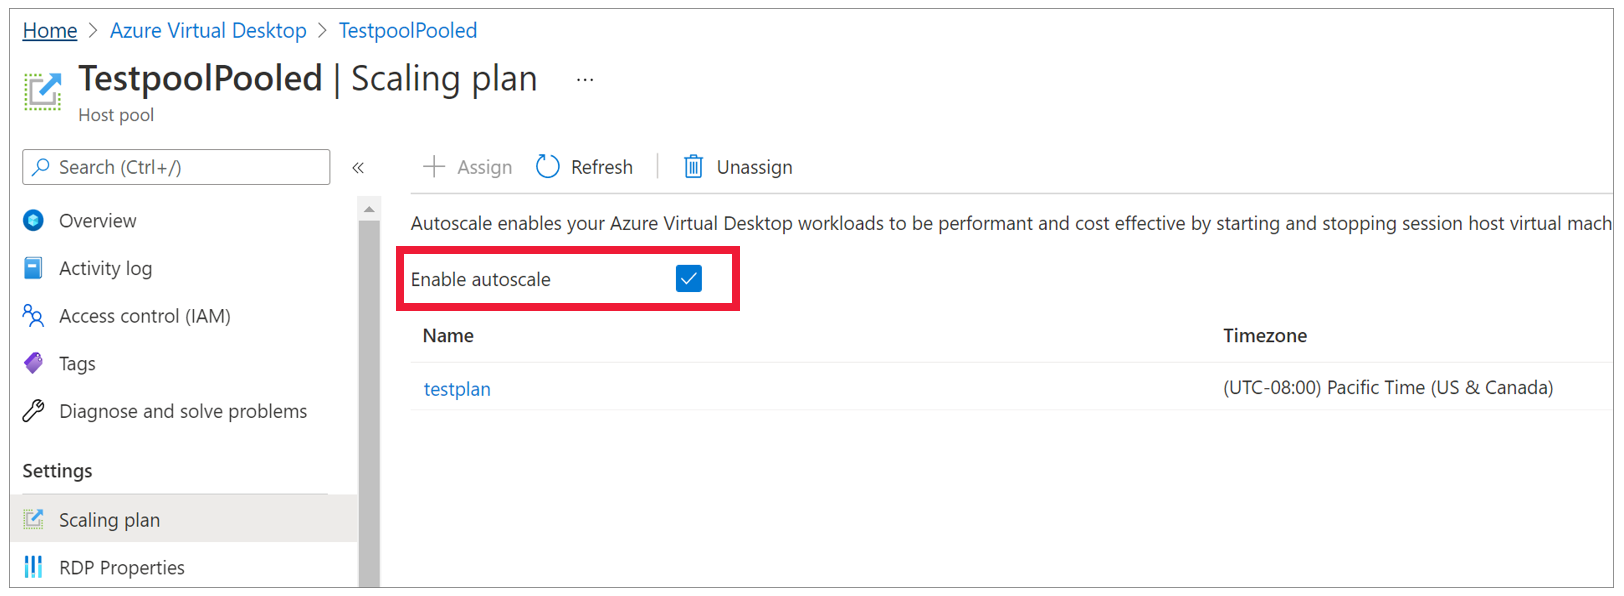 Home > Azure Virtual Desktop > TestpoolPooled
TestpoolPooled | Scaling plan ...
Host pool
Search (Ctrl+/)
«
Assign
Refresh
Unassign
Overview
Activity log
Access control (IAM)
Tags
Diagnose and solve problems
Settings
Scaling plan
RDP Properties
Autoscale enables your Azure Virtual Desktop workloads to be performant and cost effective by starting and stopping session host virtual mach
Enable autoscale
Name Timezone
testplan (UTC-08:00) Pacific Time (US & Canada)